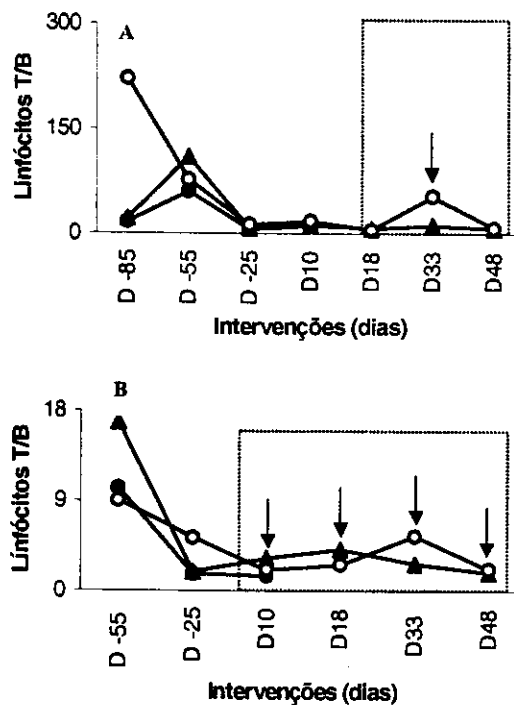 A
300
150
0
Linfócitos T/B
D -85
D -55
D -25
D10
D18
D33
D48
Intervenções (dias)
B
18
9
0
Línfócitos T/B
D -55
D -25
D10
D18
D33
D48
Intervenções (dias)